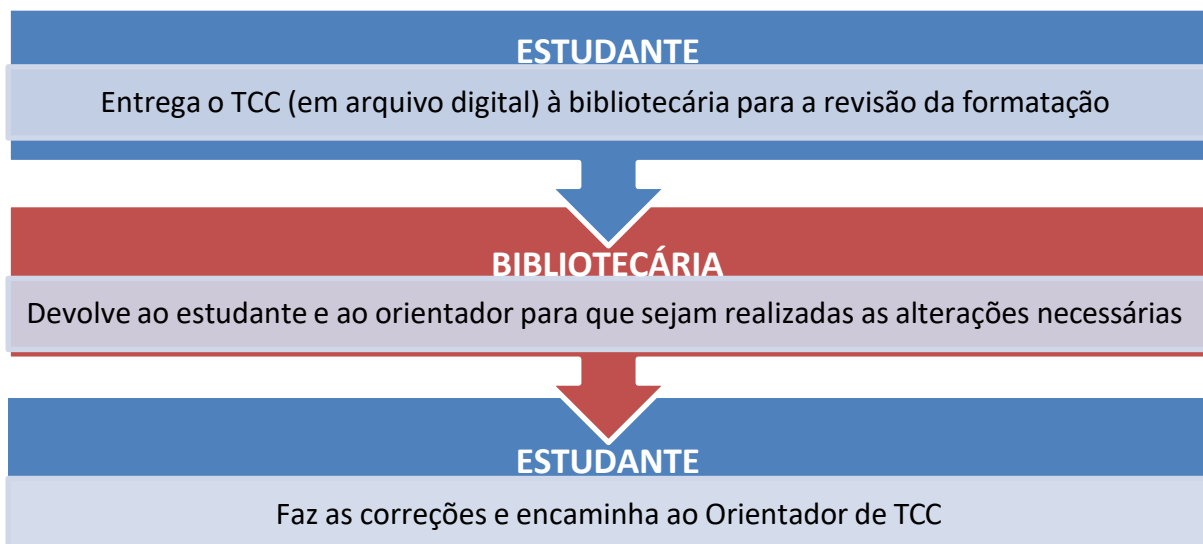 ESTUDANTE
Entrega o TCC (em arquivo digital) à bibliotecária para a revisão da formatação
BIBLIOTECÁRIA
Devolve ao estudante e ao orientador para que sejam realizadas as alterações necessárias
ESTUDANTE
Faz as correções e encaminha ao Orientador de TCC